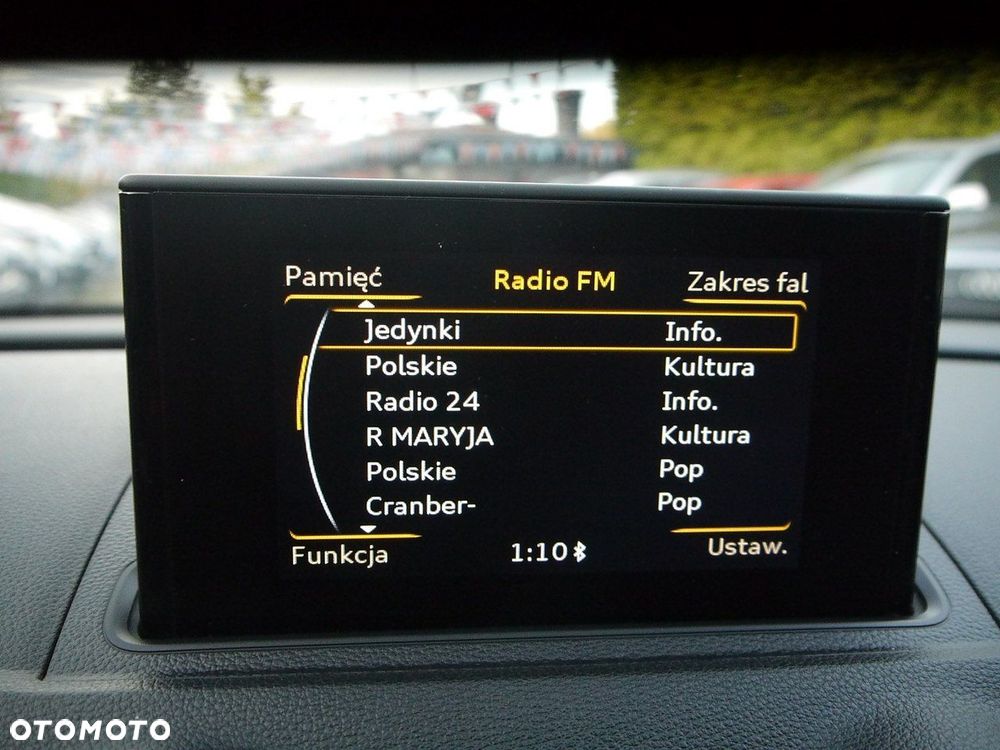 Pamięć Radio FM Zakres fal
Jedynki Info.
Polskie Kultura
Radio 24 Info.
R MARYJA Kultura
Polskie Pop
Cranber- Pop
Funkcja 1:10 Ustaw.
OTOMOTO